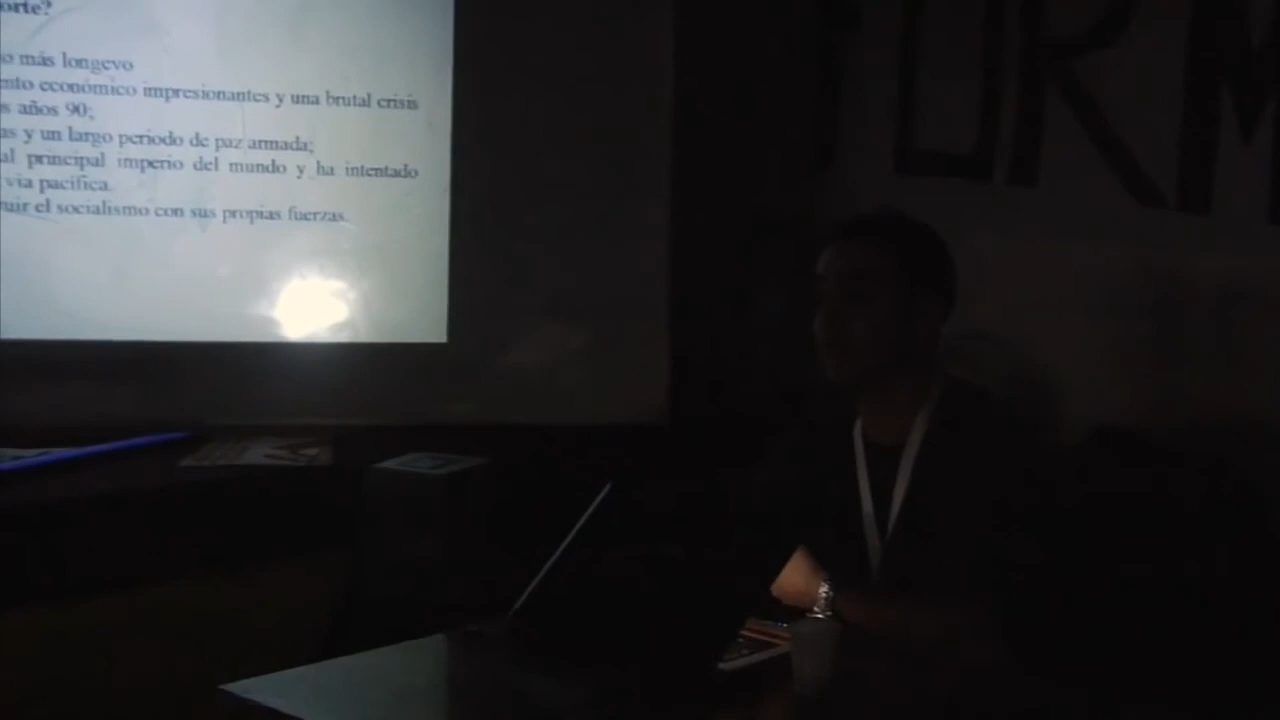 orte?
o más longevo
nto económico impresionantes y una brutal crisis
s años 90;
as y un largo periodo de paz armada;
al principal imperio del mundo y ha intentado
vía pacífica.
uir el socialismo con sus propias fuerzas.
ORM